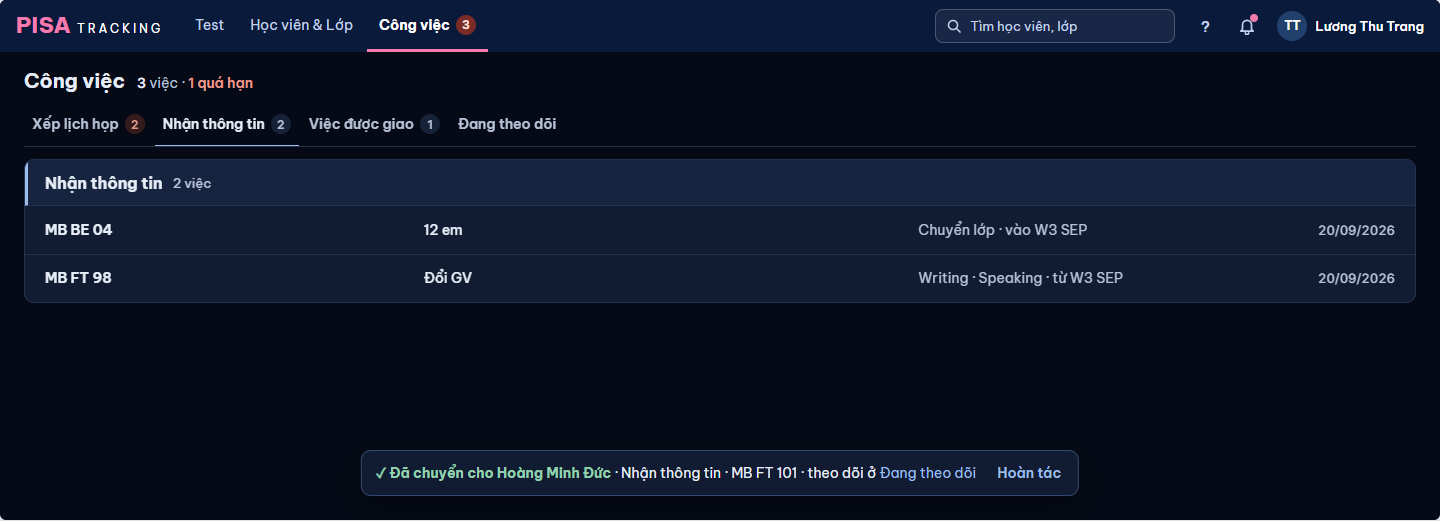 PISA TRACKING Test Học viên & Lớp Công việc 3 Tìm học viên, lớp ? TT Lương Thu Trang
Công việc 3 việc · 1 quá hạn
Xếp lịch họp 2 Nhận thông tin 2 Việc được giao 1 Đang theo dõi
Nhận thông tin 2 việc
MB BE 04 12 em Chuyển lớp · vào W3 SEP 20/09/2026
MB FT 98 Đổi GV Writing · Speaking · từ W3 SEP 20/09/2026
✓ Đã chuyển cho Hoàng Minh Đức · Nhận thông tin · MB FT 101 · theo dõi ở Đang theo dõi Hoàn tác